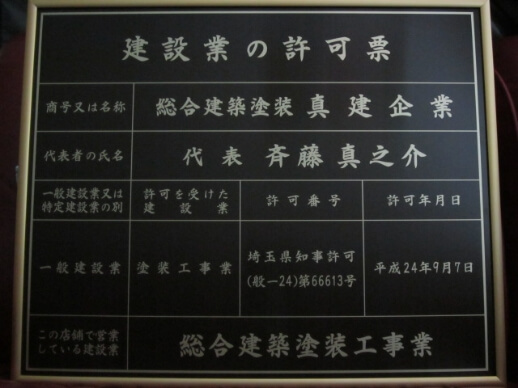 建設業の許可票
商号又は名称 総合建築塗装 真建企業
代表者の氏名 代表 斉藤真之介
一般建設業又は
特定建設業の別
許可を受けた
建設業
許可番号
許可年月日
一般建設業
塗装工事業
埼玉県知事許可
(般ー24)第66613号
平成24年9月7日
この店舗で営業
している建設業
総合建築塗装工事業